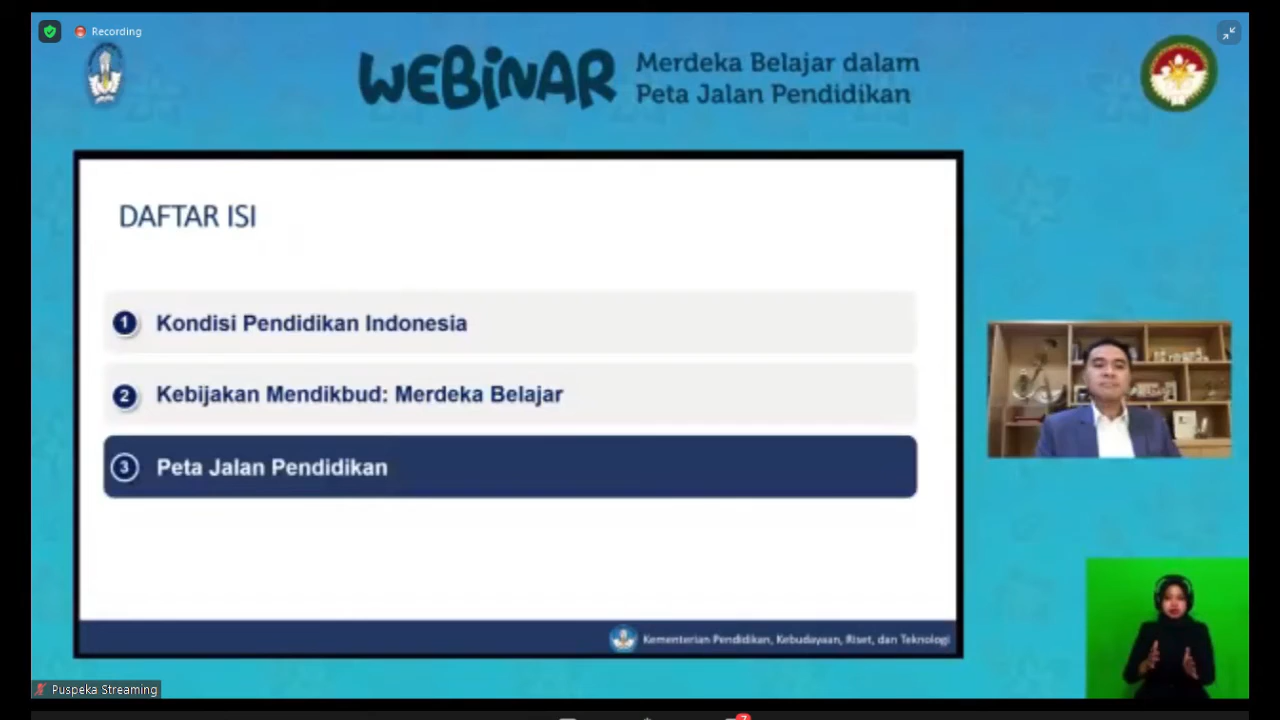 Recording
WEBINAR
Merdeka Belajar dalam
Peta Jalan Pendidikan
DAFTAR ISI
1 Kondisi Pendidikan Indonesia
2 Kebijakan Mendikbud: Merdeka Belajar
3 Peta Jalan Pendidikan
Kementerian Pendidikan, Kebudayaan, Riset, dan Teknologi
Puspeka Streaming
7